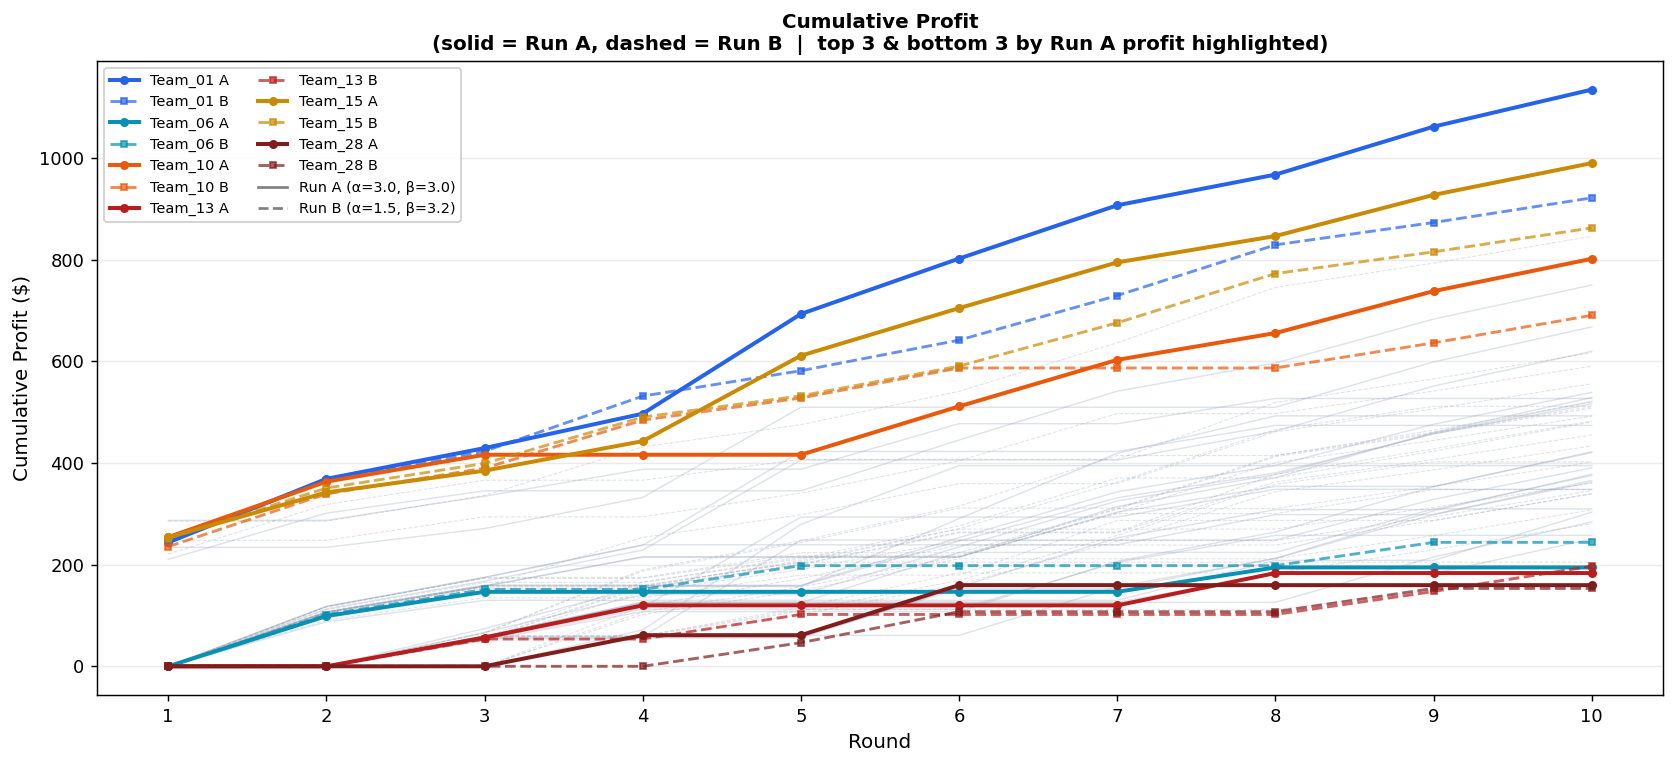 Cumulative Profit
(solid = Run A, dashed = Run B | top 3 & bottom 3 by Run A profit highlighted)
Team_01 A
Team_01 B
Team_06 A
Team_06 B
Team_10 A
Team_10 B
Team_13 A
Team_13 B
Team_15 A
Team_15 B
Team_28 A
Team_28 B
Run A (α=3.0, β=3.0)
Run B (α=1.5, β=3.2)
Cumulative Profit ($)
1000
800
600
400
200
0
1 2 3 4 5 6 7 8 9 10
Round